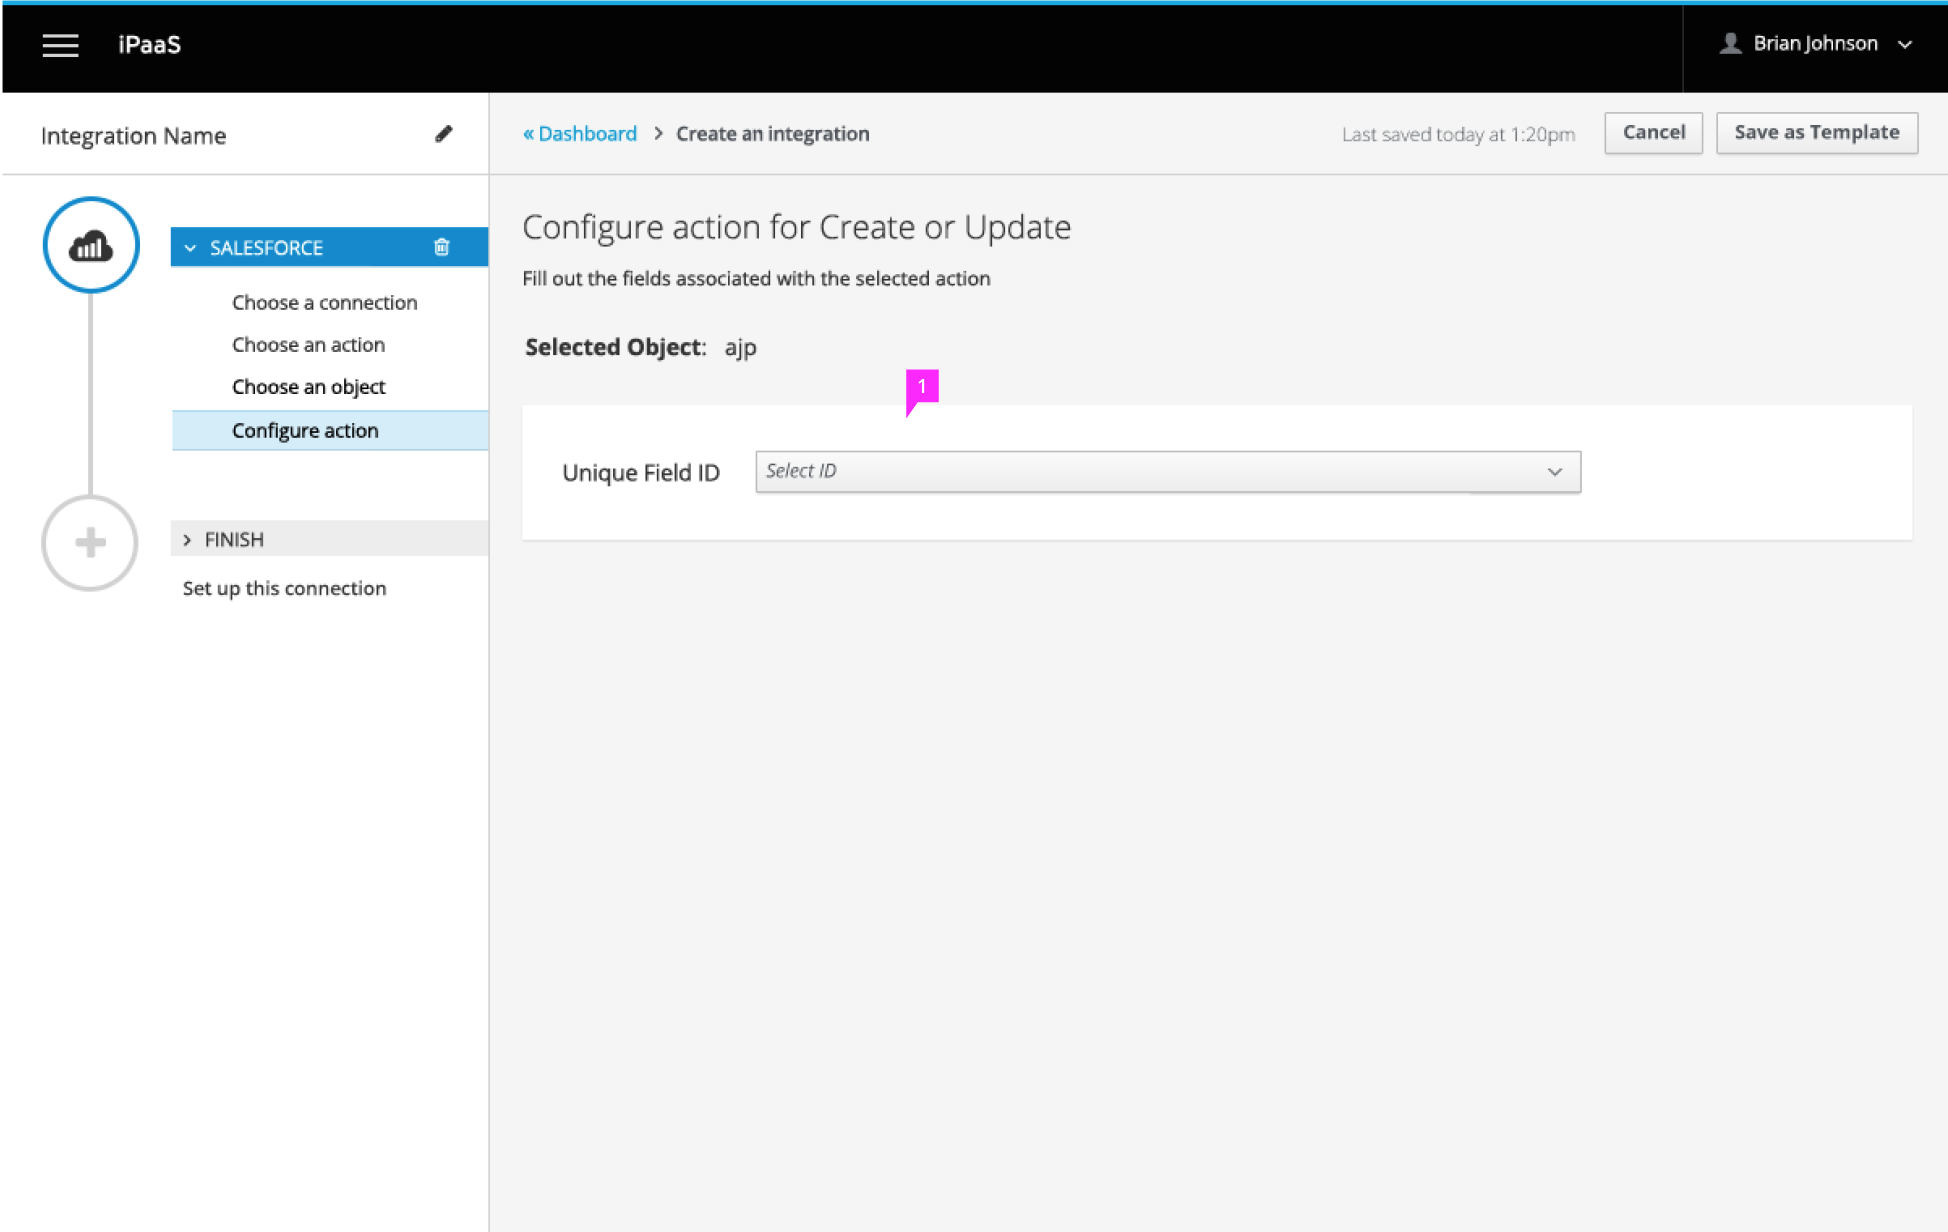 iPaaS
Brian Johnson
Integration Name
« Dashboard > Create an integration
Last saved today at 1:20pm
Cancel
Save as Template
SALESFORCE
Choose a connection
Choose an action
Choose an object
Configure action
FINISH
Set up this connection
Configure action for Create or Update
Fill out the fields associated with the selected action
Selected Object: ajp
1
Unique Field ID
Select ID